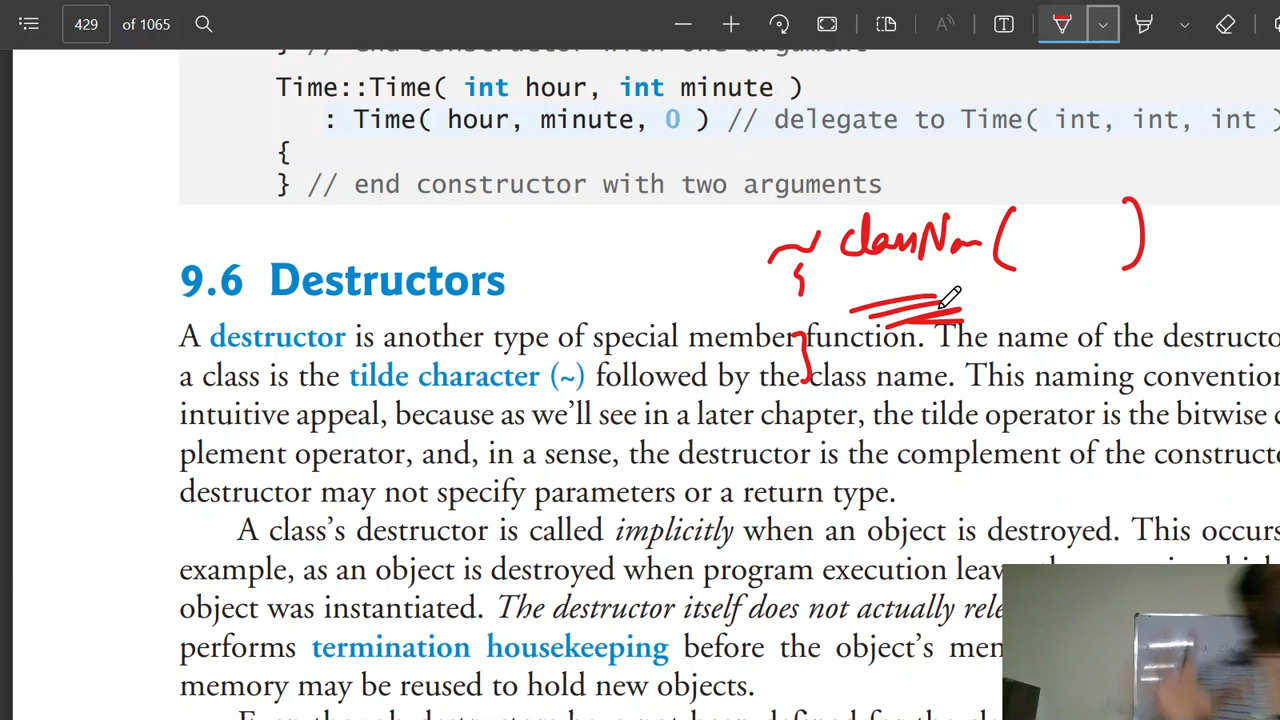 429 of 1065
} // end constructor with one argument
Time::Time( int hour, int minute )
: Time( hour, minute, 0 ) // delegate to Time( int, int, int )
{
} // end constructor with two arguments
~ classNam ( )
{
9.6 Destructors
A destructor is another type of special member function. The name of the destructo
}
a class is the tilde character (~) followed by the class name. This naming convention
intuitive appeal, because as we'll see in a later chapter, the tilde operator is the bitwise c
plement operator, and, in a sense, the destructor is the complement of the constructo
destructor may not specify parameters or a return type.
A class's destructor is called implicitly when an object is destroyed. This occurs
example, as an object is destroyed when program execution leav
object was instantiated. The destructor itself does not actually rele
performs termination housekeeping before the object's mem
memory may be reused to hold new objects.